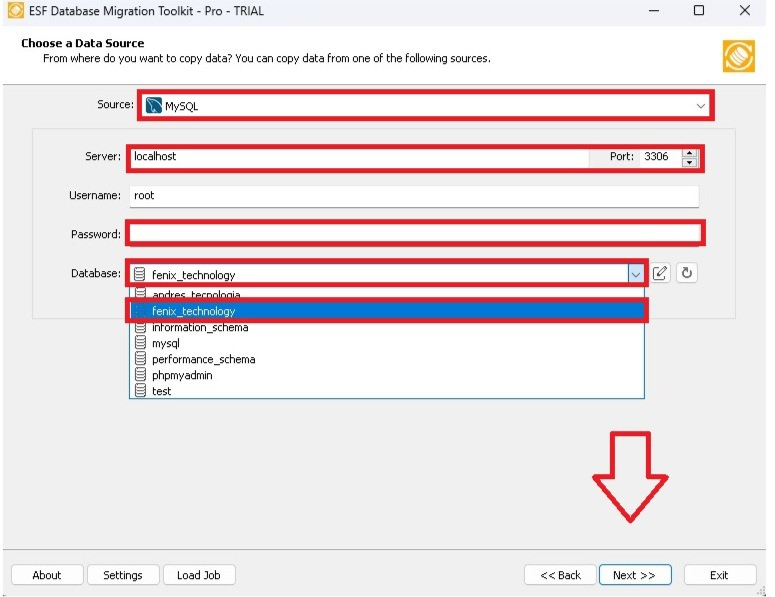 ESF Database Migration Toolkit - Pro - TRIAL
Choose a Data Source
From where do you want to copy data? You can copy data from one of the following sources.
Source: MySQL
Server: localhost Port: 3306
Username: root
Password:
Database: fenix_technology
andres_tecnologia
fenix_technology
information_schema
mysql
performance_schema
phpmyadmin
test
About Settings Load Job << Back Next >> Exit